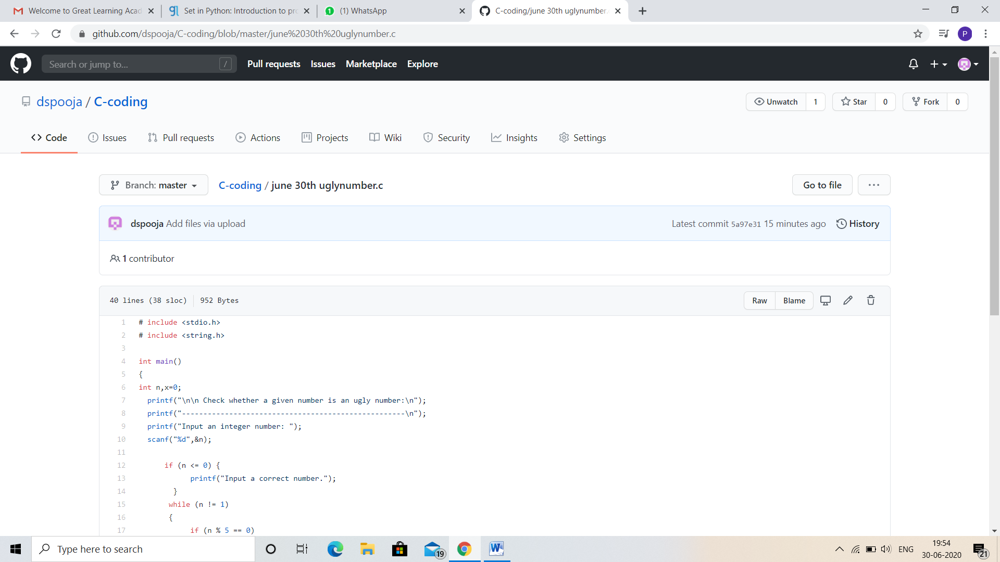 Welcome to Great Learning Acad
Set in Python: Introduction to pro
(1) WhatsApp
C-coding/june 30th uglynumber.
github.com/dspooja/C-coding/blob/master/june%2030th%20uglynumber.c
P
Search or jump to...
/
Pull requests
Issues
Marketplace
Explore
dspooja / C-coding
Unwatch 1
Star 0
Fork 0
Code
Issues
Pull requests
Actions
Projects
Wiki
Security
Insights
Settings
Branch: master
C-coding / june 30th uglynumber.c
Go to file
...
dspooja Add files via upload
Latest commit 5a97e31 15 minutes ago
History
1 contributor
40 lines (38 sloc) 952 Bytes
Raw
Blame
1 # include <stdio.h>
2 # include <string.h>
3
4 int main()
5 {
6 int n,x=0;
7 printf("\n\n Check whether a given number is an ugly number:\n");
8 printf("----------------------------------------------------\n");
9 printf("Input an integer number: ");
10 scanf("%d",&n);
11
12 if (n <= 0) {
13 printf("Input a correct number.");
14 }
15 while (n != 1)
16 {
17 if (n % 5 == 0)
Type here to search
19
ENG
19:54
30-06-2020
21